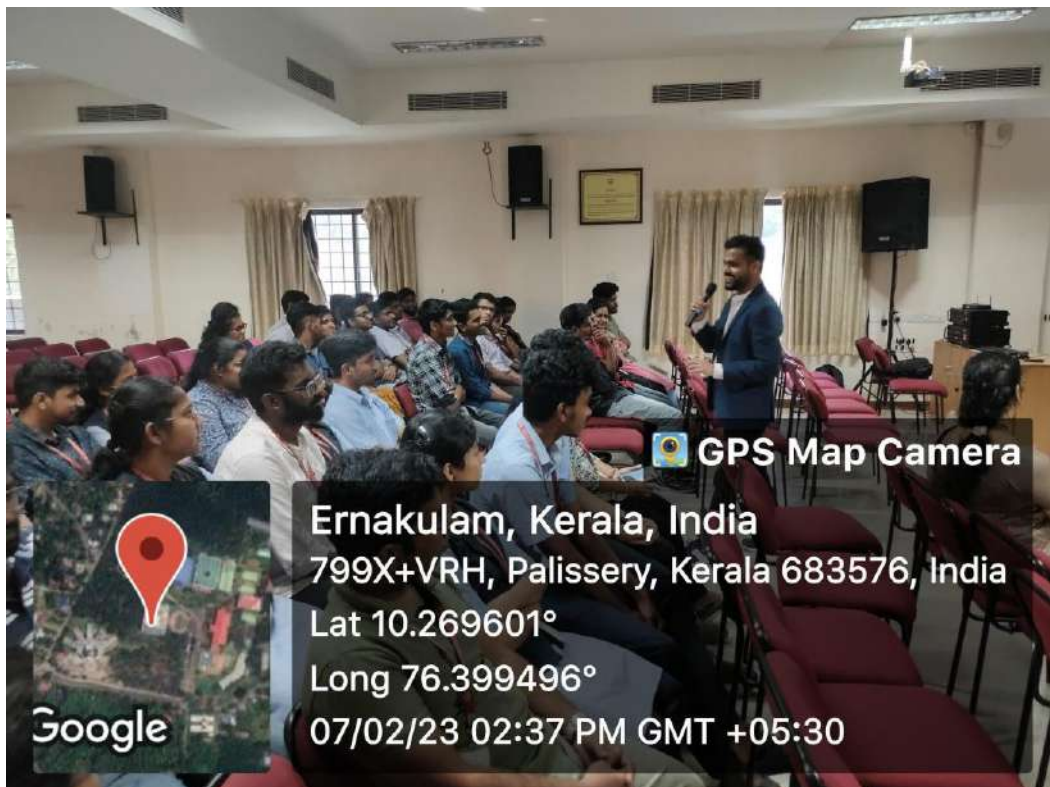 GPS Map Camera
Ernakulam, Kerala, India
799X+VRH, Palissery, Kerala 683576, India
Lat 10.269601°
Long 76.399496°
07/02/23 02:37 PM GMT +05:30
Google